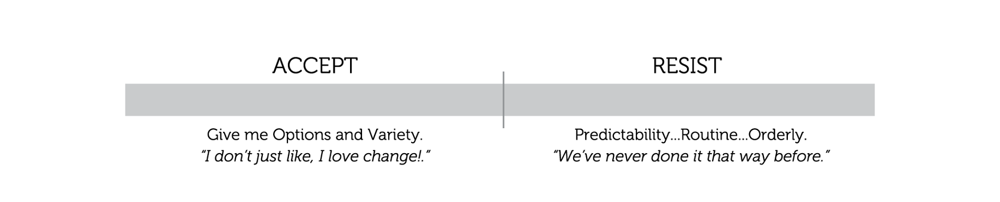 ACCEPT
RESIST
Give me Options and Variety.
“I don’t just like, I love change!.”
Predictability...Routine...Orderly.
“We’ve never done it that way before.”